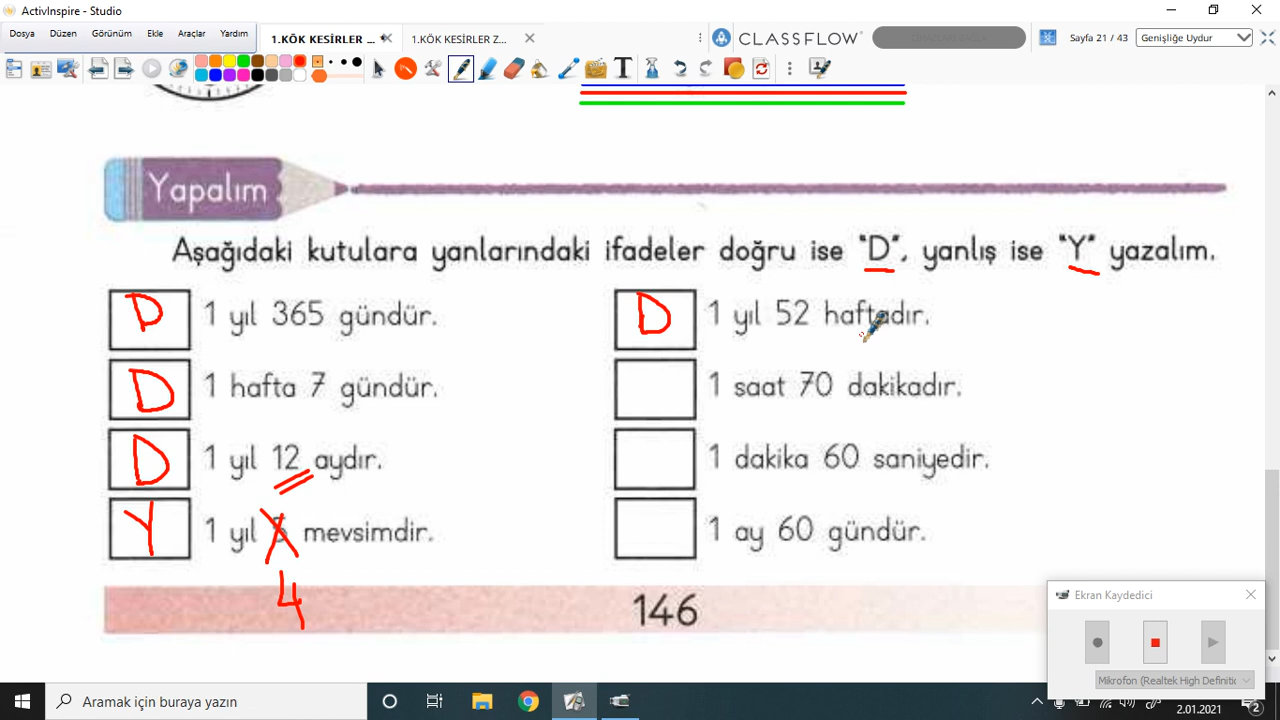 ActivInspire - Studio
Dosya Düzen Görünüm Ekle Araçlar Yardım
1.KÖK KESİRLER ...
1.KÖK KESİRLER Z...
CLASSFLOW
Sayfa 21 / 43
Genişliğe Uydur
Yapalım
Aşağıdaki kutulara yanlarındaki ifadeler doğru ise "D", yanlış ise "Y" yazalım.
D 1 yıl 365 gündür.
D 1 hafta 7 gündür.
D 1 yıl 12 aydır.
Y 1 yıl mevsimdir.
4
D 1 yıl 52 haftadır.
1 saat 70 dakikadır.
1 dakika 60 saniyedir.
1 ay 60 gündür.
146
Ekran Kaydedici
Mikrofon (Realtek High Definitic
Aramak için buraya yazın
2.01.2021
2